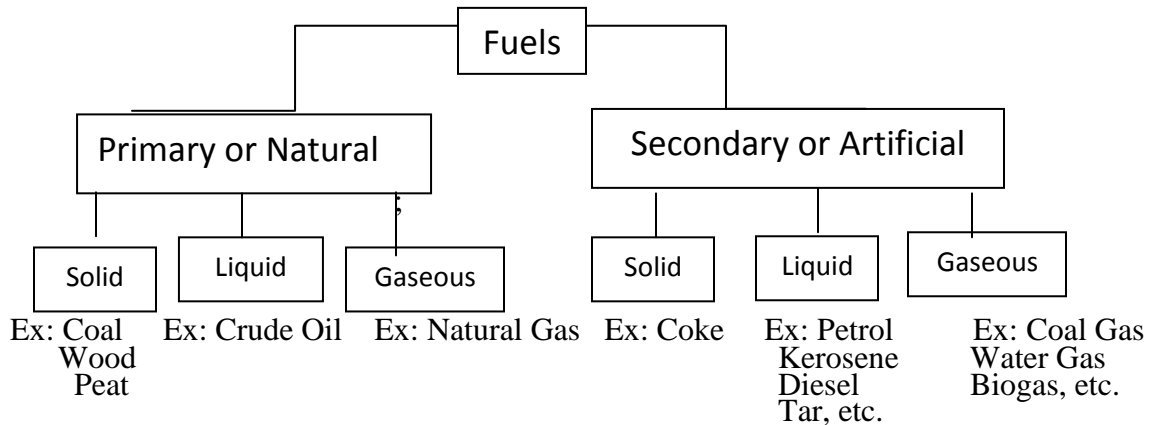 Fuels
Primary or Natural
Secondary or Artificial
;
Solid
Liquid
Gaseous
Solid
Liquid
Gaseous
Ex: Coal
Wood
Peat
Ex: Crude Oil
Ex: Natural Gas
Ex: Coke
Ex: Petrol
Kerosene
Diesel
Tar, etc.
Ex: Coal Gas
Water Gas
Biogas, etc.